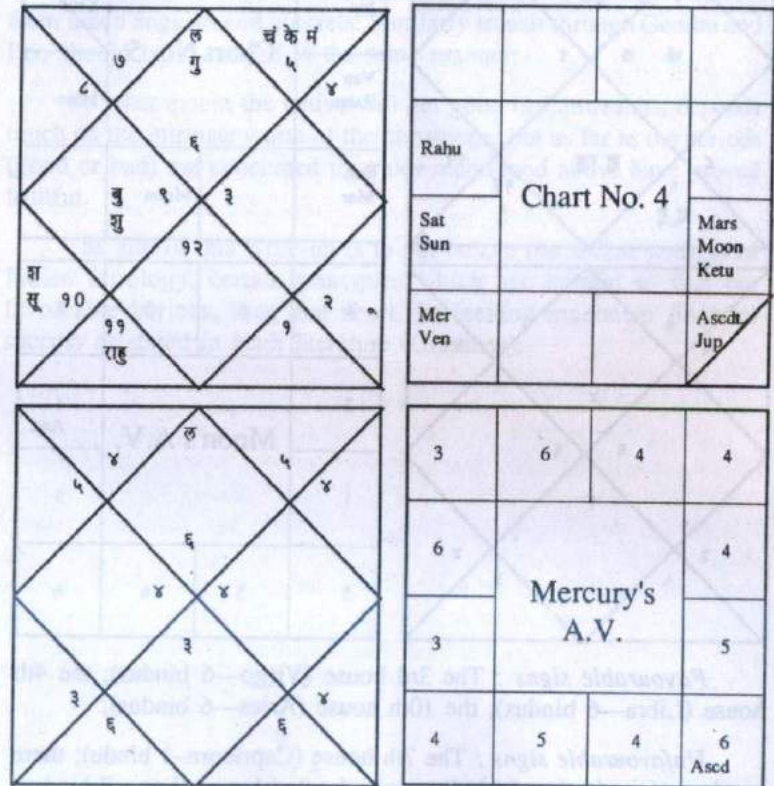 ल चं के मं
७ गु ५
८ ४
६
बु ९ ३
शु
१२
श
सू १० २
११ १
राहु
Rahu
Chart No. 4
Sat
Sun
Mars
Moon
Ketu
Mer
Ven
Ascdt.
Jup
ल
४ ५
५ ४
६
४ ४
३
३ ४
६ ६
3 6 4 4
6 4
Mercury's
A.V.
3 5
4 5 4 6
Ascd